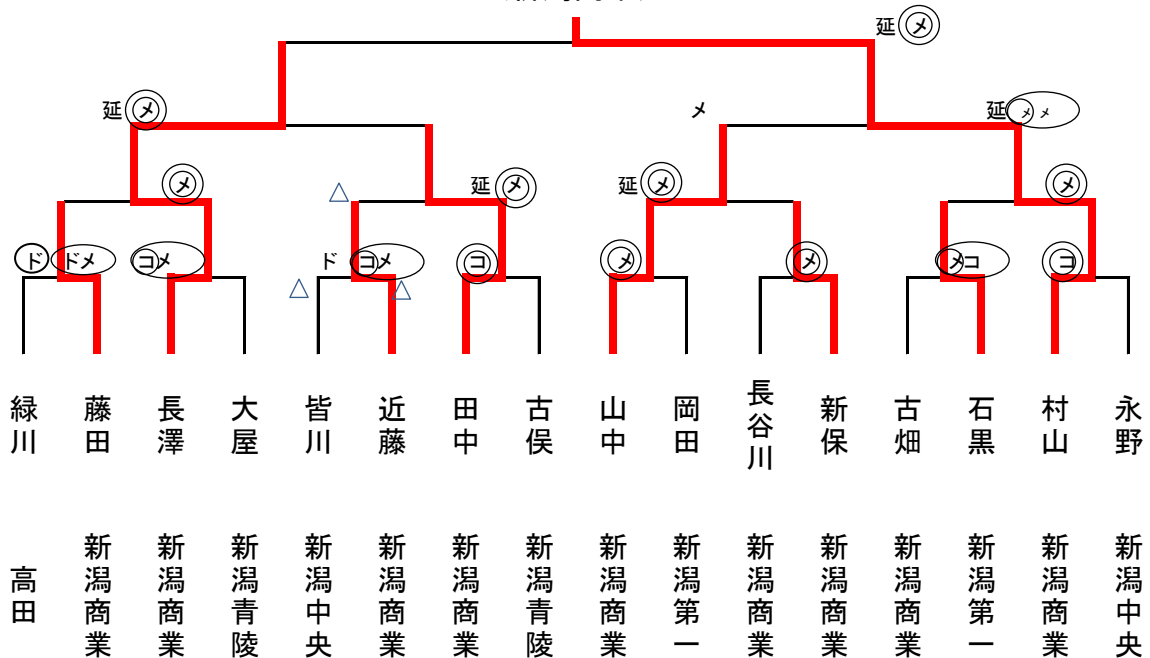 延 メ
延 メ
メ
延 メ メ
メ
△
延 メ
延 メ
メ
ド ドメ
コメ
ド コメ
コ
メ
メ
メコ
コ
△
△
緑川
藤田
長澤
大屋
皆川
近藤
田中
古俣
山中
岡田
長谷川
新保
古畑
石黒
村山
永野
高田
新潟商業
新潟商業
新潟青陵
新潟中央
新潟商業
新潟商業
新潟青陵
新潟商業
新潟第一
新潟商業
新潟商業
新潟商業
新潟第一
新潟商業
新潟中央